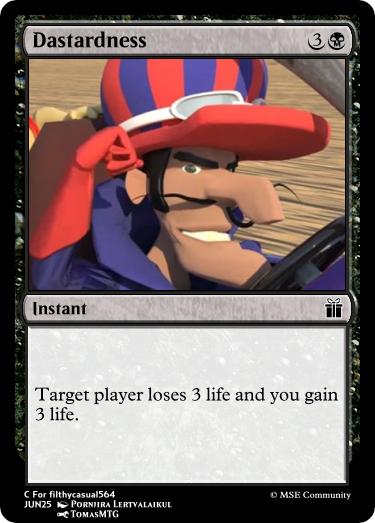 Dastardness 3
Instant
Target player loses 3 life and you gain
3 life.
C For filthycasual564
JUN25 Pornjira Lertvalaikul © MSE Community
TomasMTG